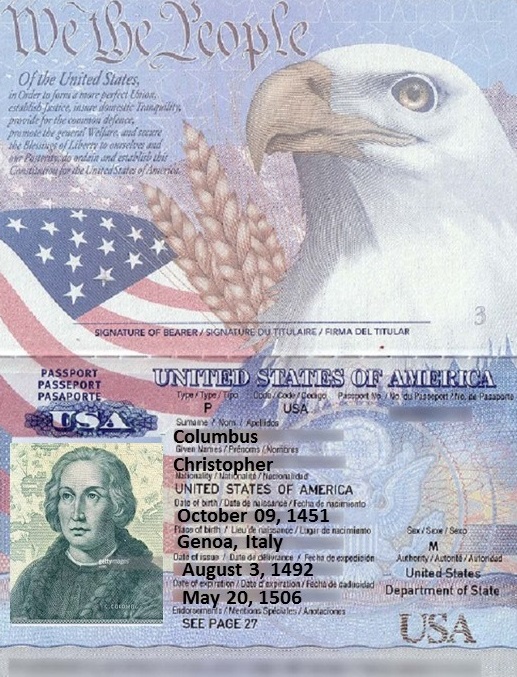 We the People
Of the United States,
in Order to form a more perfect Union,
establish Justice, insure domestic Tranquility,
provide for the common defence,
promote the general Welfare, and secure
the Blessings of Liberty to ourselves and
our Posterity, do ordain and establish this
Constitution for the United States of America.
3
SIGNATURE OF BEARER / SIGNATURE DU TITULAIRE / FIRMA DEL TITULAR
PASSPORT
PASSEPORT
PASAPORTE
UNITED STATES OF AMERICA
USA
Type / Type / Tipo Code / Code / Codigo Passport No. / No. du Passeport / No. de Pasaporte
P USA
Surname / Nom / Apellidos
Columbus
Given Names / Prénoms / Nombres
Christopher
Nationality / Nationalité / Nacionalidad
UNITED STATES OF AMERICA
Date of birth / Date de naissance / Fecha de nacimiento
October 09, 1451
Place of birth / Lieu de naissance / Lugar de nacimiento Sex / Sexe / Sexo
Genoa, Italy M
Date of issue / Date de délivrance / Fecha de expedición Authority / Autorité / Autoridad
August 3, 1492 United States
Date of expiration / Date d'expiration / Fecha de caducidad Department of State
May 20, 1506
Endorsements / Mentions Spéciales / Anotaciones
SEE PAGE 27
USA
gettyimages
C. COLOMBO